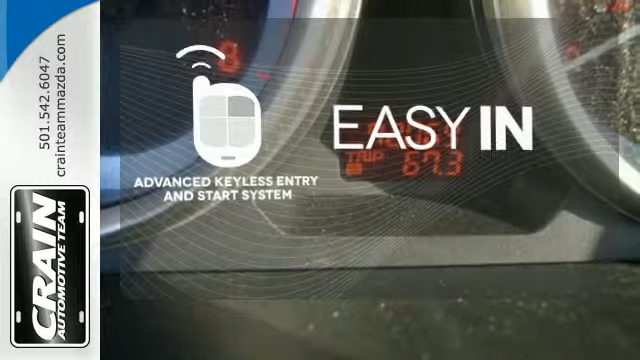 501.542.6047
crainteammazda.com
CRAIN
AUTOMOTIVE TEAM
ADVANCED KEYLESS ENTRY
AND START SYSTEM
EASY IN
TRIP
67.3